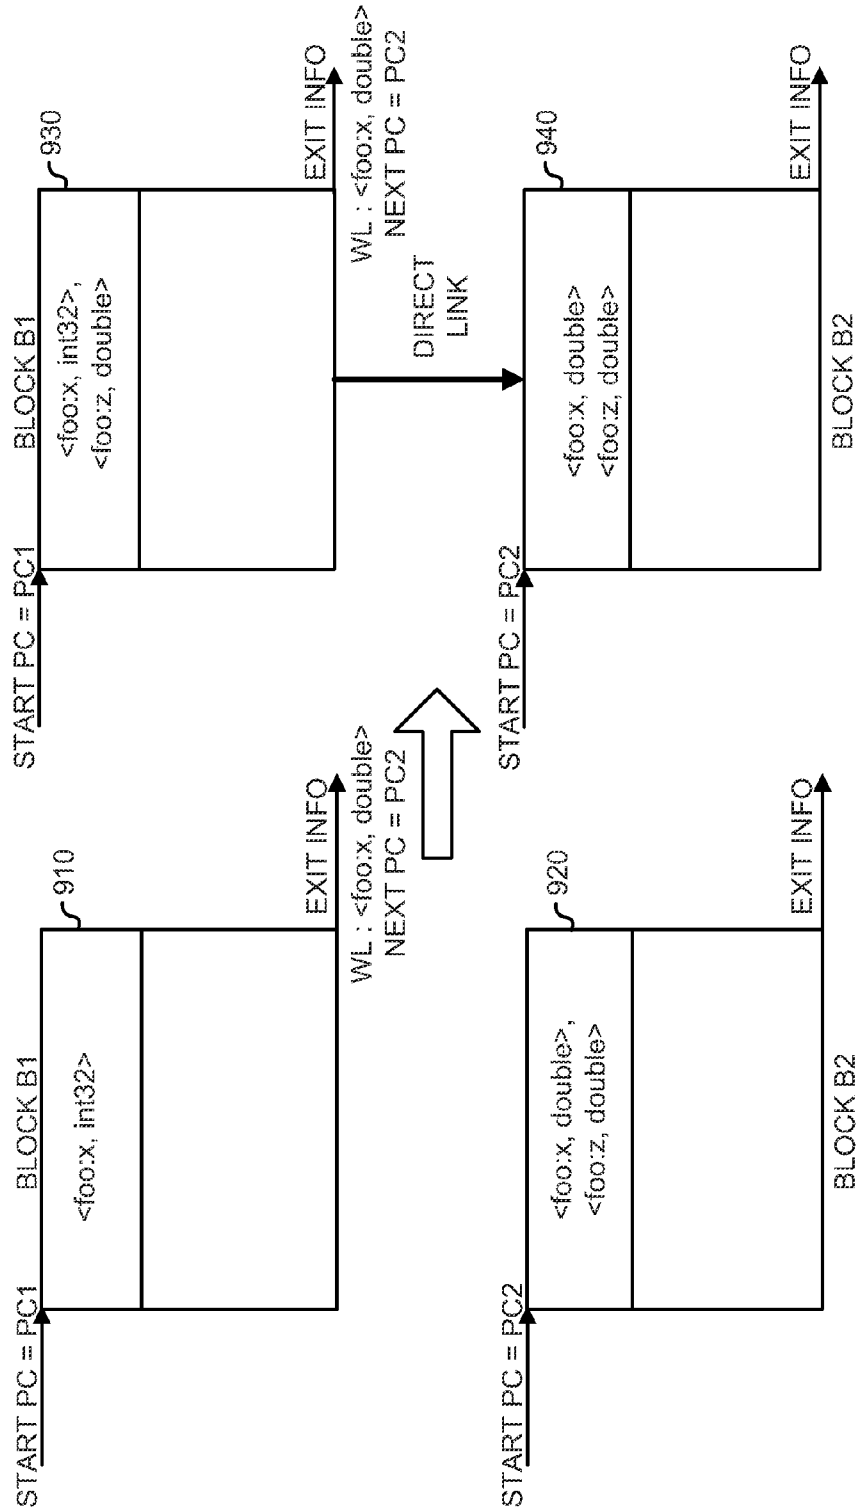 START PC = PC1
BLOCK B1
910
<foo:x, int32>
EXIT INFO
WL : <foo:x, double>
NEXT PC = PC2
START PC = PC2
920
<foo:x, double>,
<foo:z, double>
EXIT INFO
BLOCK B2
START PC = PC1
BLOCK B1
930
<foo:x, int32>,
<foo:z, double>
EXIT INFO
WL : <foo:x, double>
NEXT PC = PC2
DIRECT
LINK
START PC = PC2
940
<foo:x, double>
<foo:z, double>
EXIT INFO
BLOCK B2